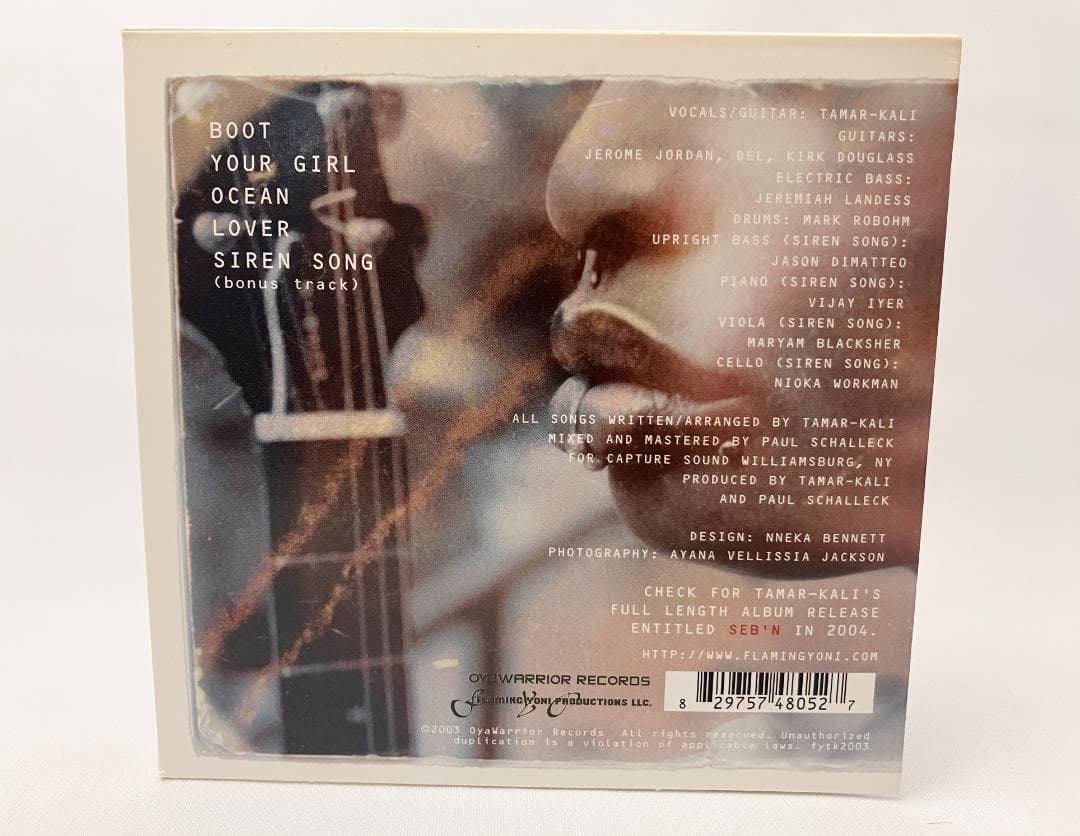 BOOT
YOUR GIRL
OCEAN
LOVER
SIREN SONG
(bonus track)
VOCALS/GUITAR: TAMAR-KALI
GUITARS:
JEROME JORDAN, DEL, KIRK DOUGLASS
ELECTRIC BASS:
JEREMIAH LANDESS
DRUMS: MARK ROBOHM
UPRIGHT BASS (SIREN SONG):
JASON DIMATTEO
PIANO (SIREN SONG):
VIJAY IYER
VIOLA (SIREN SONG):
MARYAM BLACKSHER
CELLO (SIREN SONG):
NIOKA WORKMAN
ALL SONGS WRITTEN/ARRANGED BY TAMAR-KALI
MIXED AND MASTERED BY PAUL SCHALLECK
FOR CAPTURE SOUND WILLIAMSBURG, NY
PRODUCED BY TAMAR-KALI
AND PAUL SCHALLECK
DESIGN: NNEKA BENNETT
PHOTOGRAPHY: AYANA VELLISSIA JACKSON
CHECK FOR TAMAR-KALI'S
FULL LENGTH ALBUM RELEASE
ENTITLED SEB'N IN 2004.
HTTP://WWW.FLAMINGYONI.COM
OYAWARRIOR RECORDS
FLAMING YONI PRODUCTIONS LLC.
8 29757 48052 7
©2003 OyaWarrior Records All rights reserved. Unauthorized
duplication is a violation of applicable laws. fytk2003